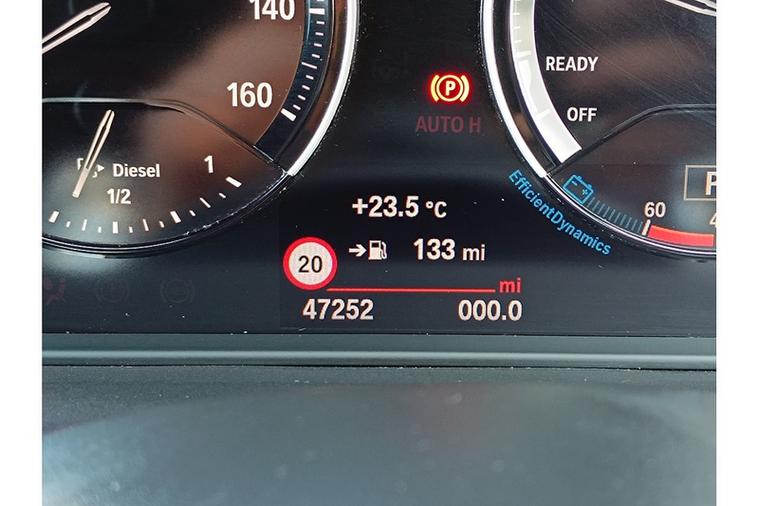 140
160
Diesel
1/2
1
P
AUTO H
READY
OFF
EfficientDynamics
60
P
+23.5 °C
133 mi
20
mi
47252
000.0